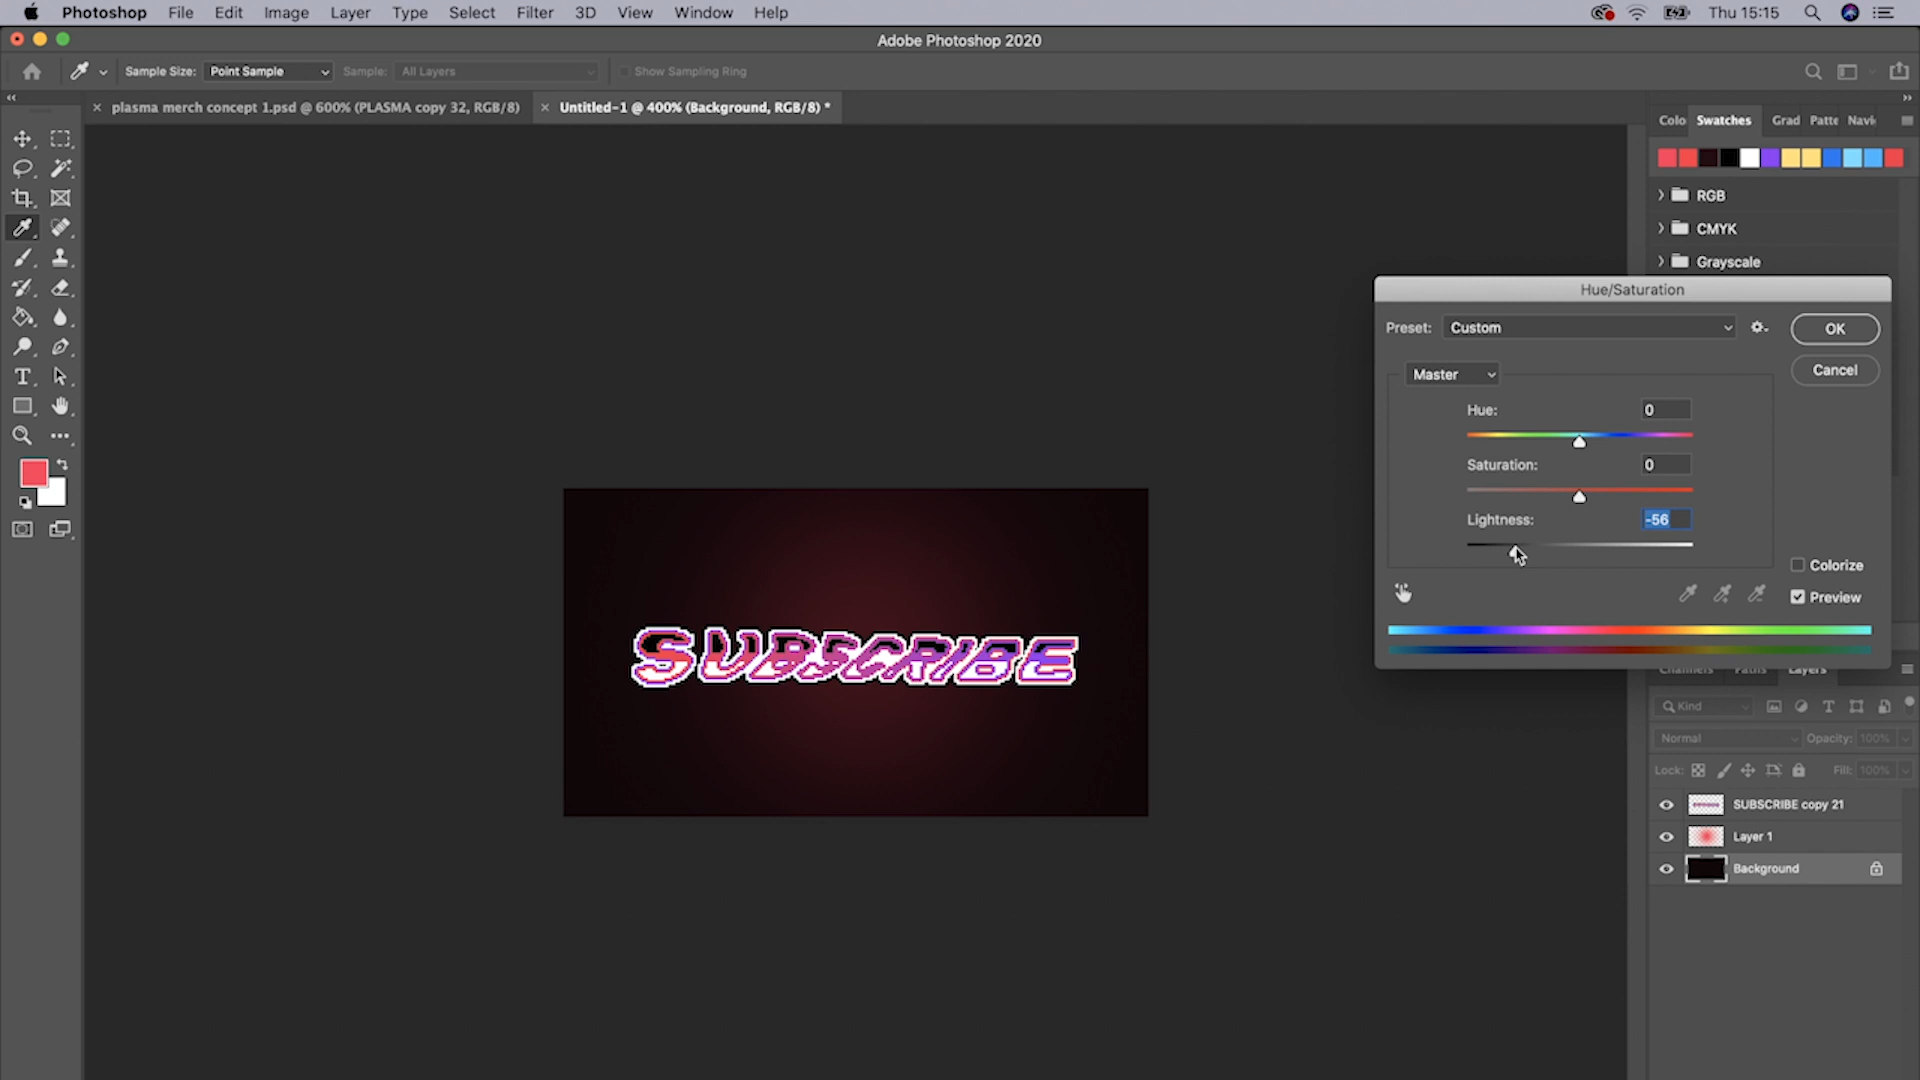 Photoshop File Edit Image Layer Type Select Filter 3D View Window Help Thu 15:15
Adobe Photoshop 2020
Sample Size: Point Sample Sample: All Layers Show Sampling Ring
plasma merch concept 1.psd @ 600% (PLASMA copy 32, RGB/8) Untitled-1 @ 400% (Background, RGB/8) *
Colo Swatches Grad Patte Navi
RGB
CMYK
Grayscale
Hue/Saturation
Preset: Custom OK
Master Cancel
Hue: 0
Saturation: 0
Lightness: -56
Colorize
Preview
SUBSCRIBE
Channels Paths Layers
Kind
Normal Opacity: 100%
Lock: Fill: 100%
SUBSCRIBE copy 21
Layer 1
Background